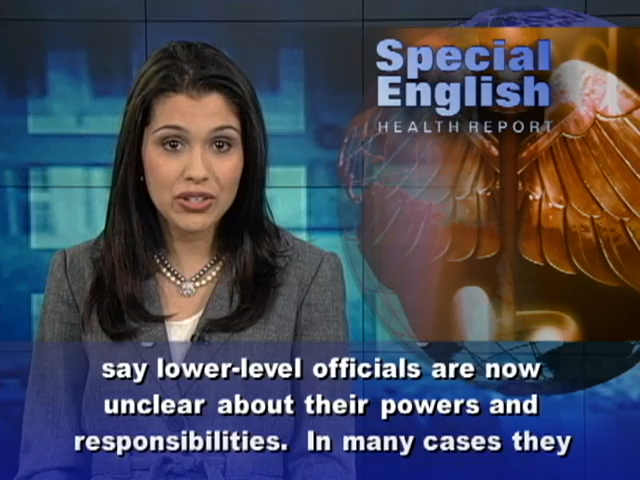 Special
English
HEALTH REPORT
say lower-level officials are now
unclear about their powers and
responsibilities. In many cases they